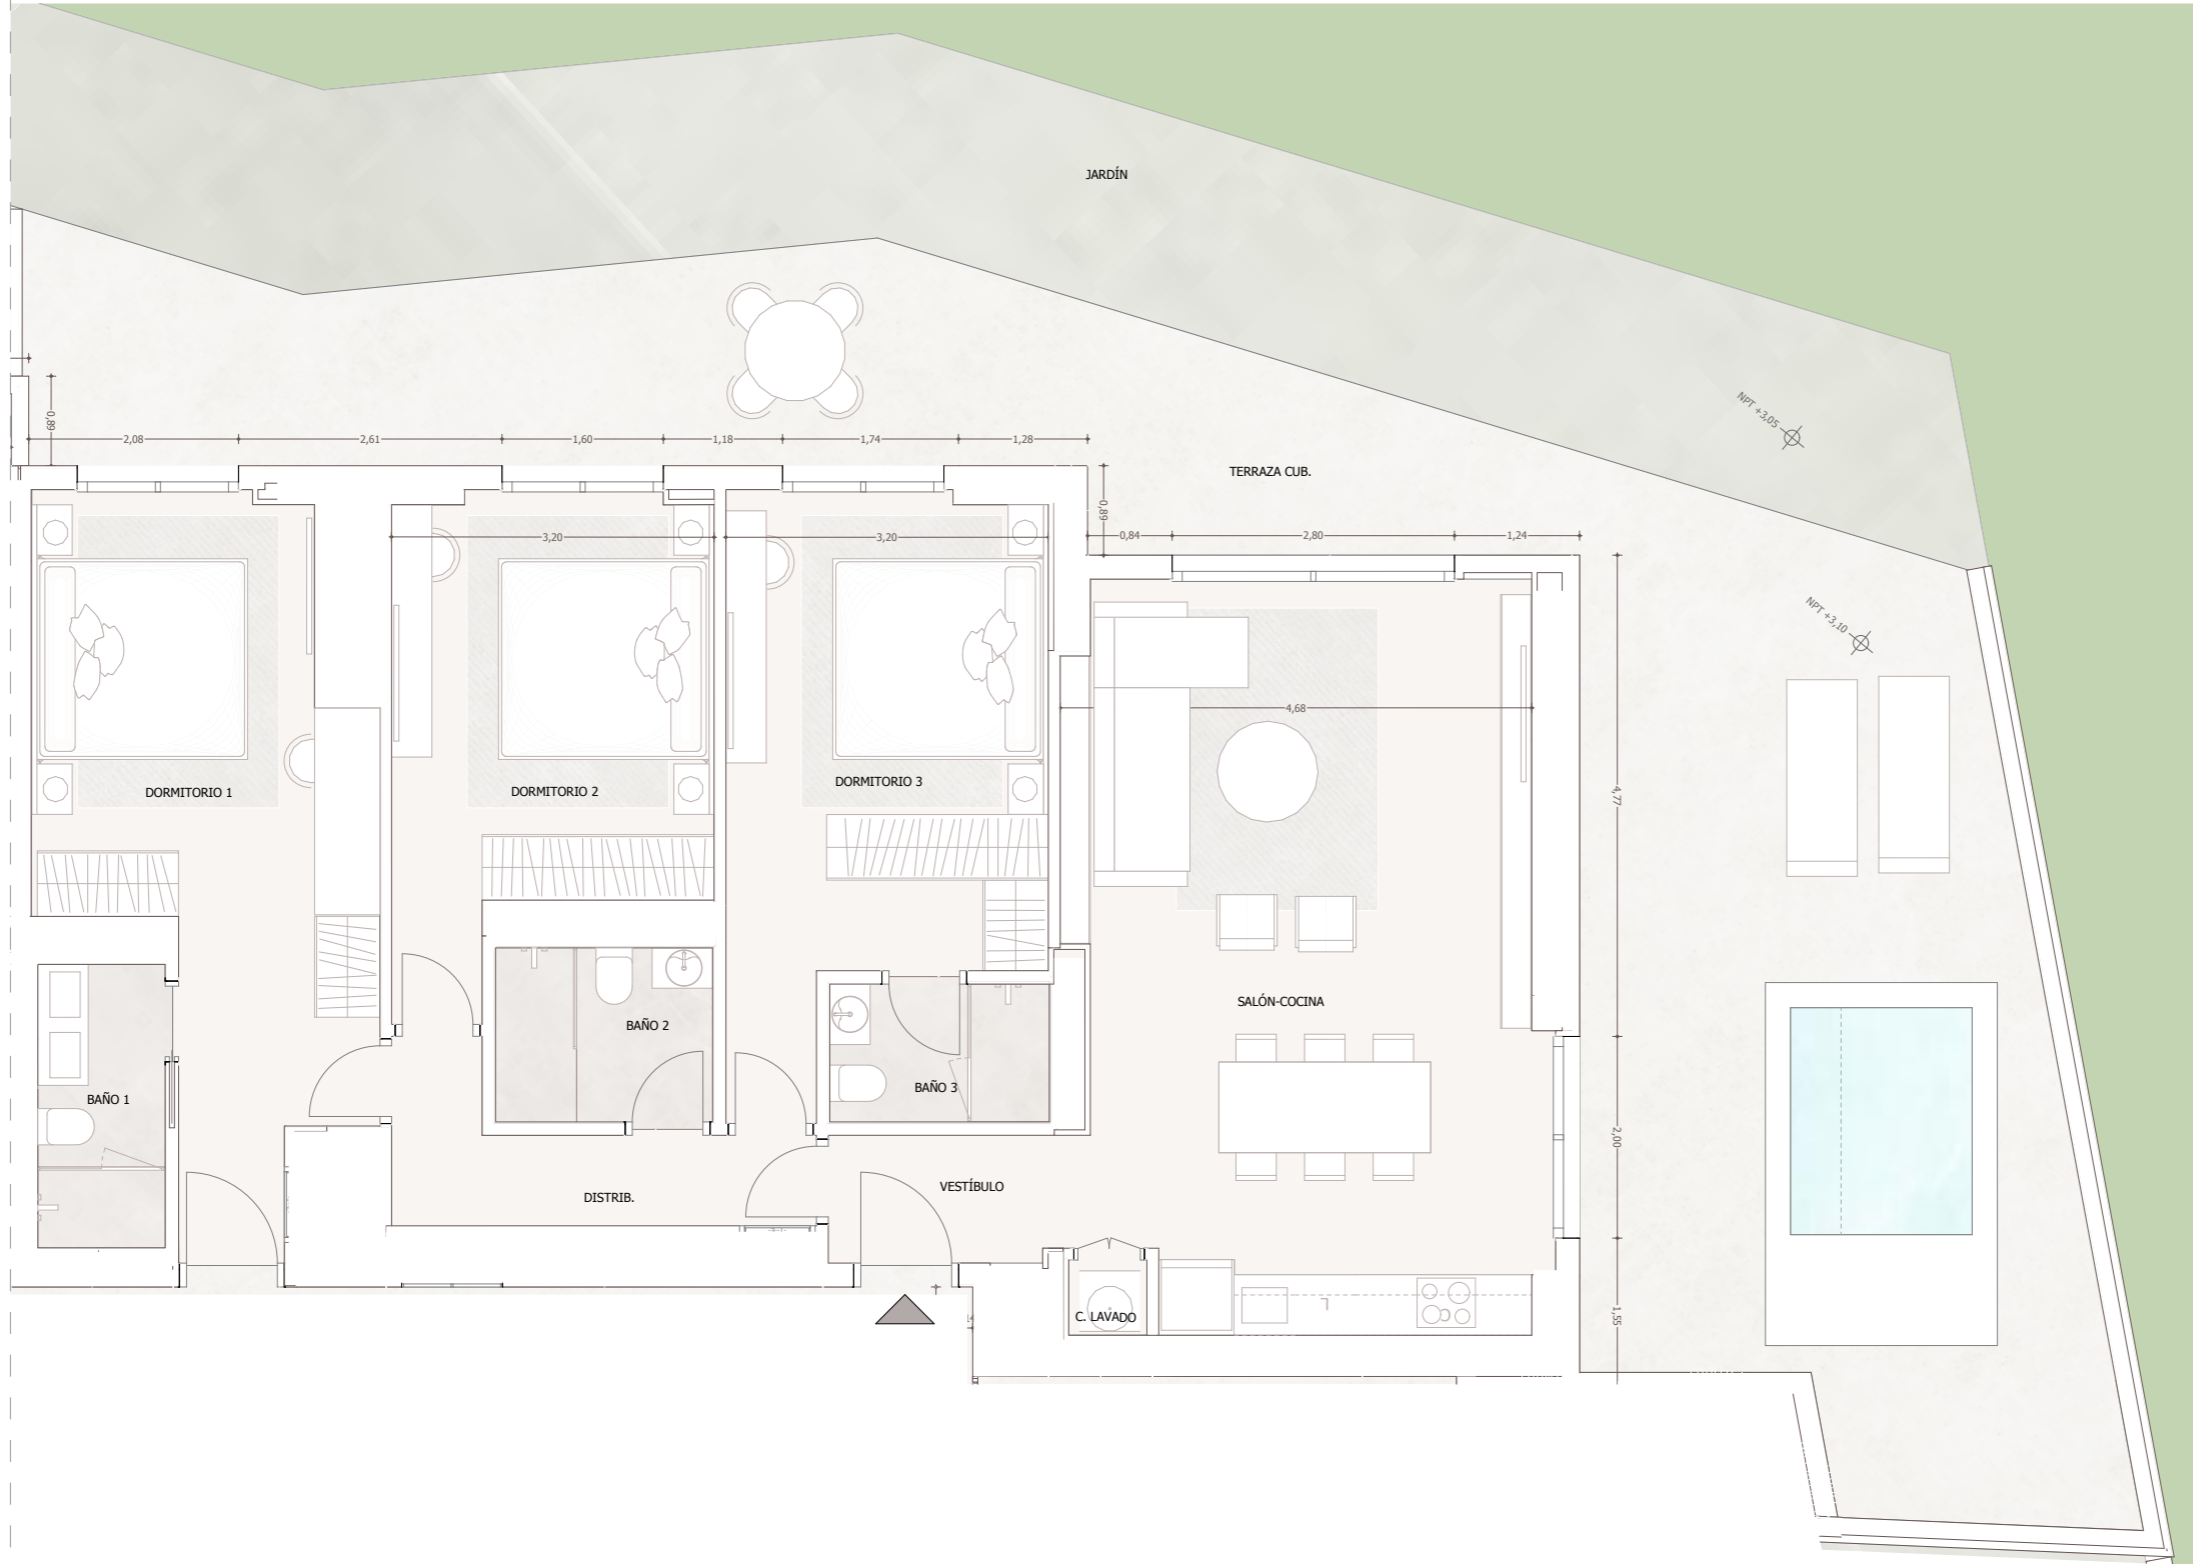 JARDÍN
NPT +3,05
0,89
2,08
2,61
1,60
1,18
1,74
1,28
TERRAZA CUB.
0,89
3,20
3,20
0,84
2,80
1,24
NPT +3,10
4,68
DORMITORIO 1
DORMITORIO 2
DORMITORIO 3
4,77
SALÓN-COCINA
BAÑO 2
BAÑO 3
BAÑO 1
2,00
VESTÍBULO
DISTRIB.
C. LAVADO
1,55